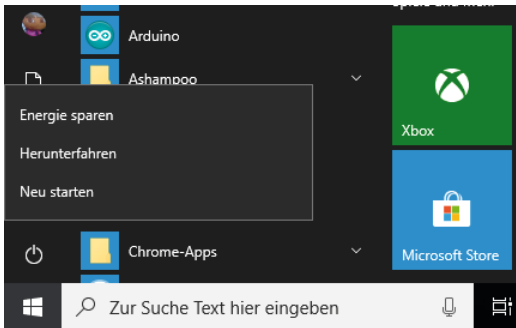 Arduino
Ashampoo
Energie sparen
Herunterfahren
Neu starten
Xbox
Chrome-Apps
Microsoft Store
Zur Suche Text hier eingeben